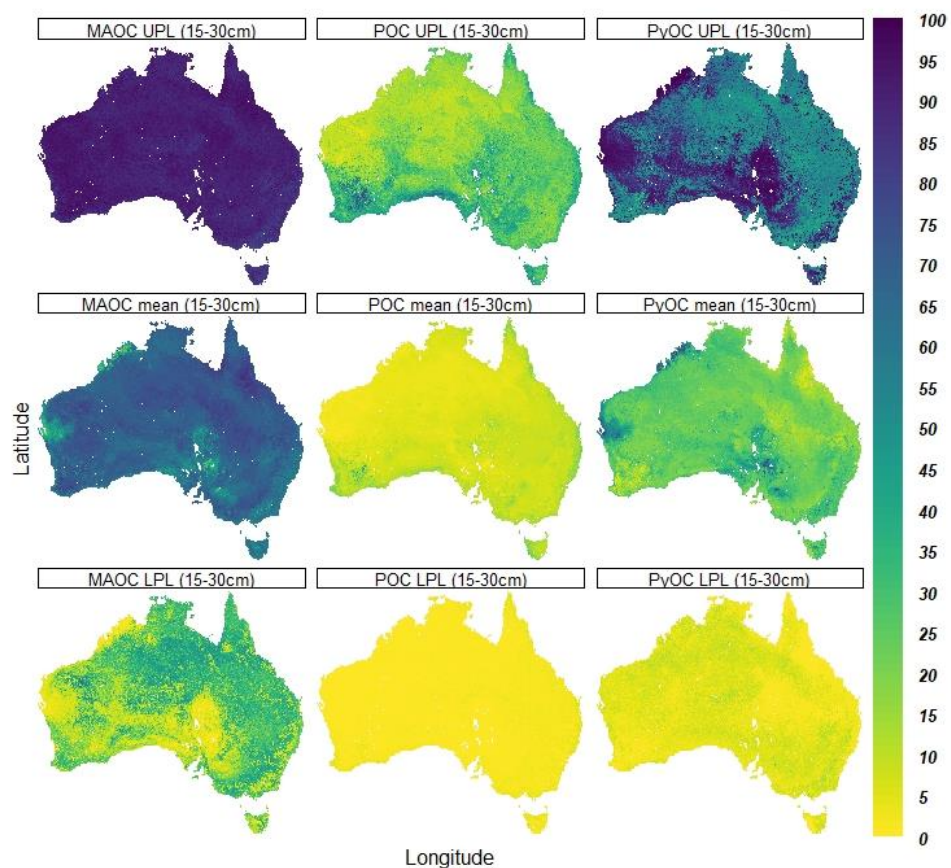 MAOC UPL (15-30cm)
POC UPL (15-30cm)
PyOC UPL (15-30cm)
MAOC mean (15-30cm)
POC mean (15-30cm)
PyOC mean (15-30cm)
MAOC LPL (15-30cm)
POC LPL (15-30cm)
PyOC LPL (15-30cm)
Latitude
Longitude
100
95
90
85
80
75
70
65
60
55
50
45
40
35
30
25
20
15
10
5
0